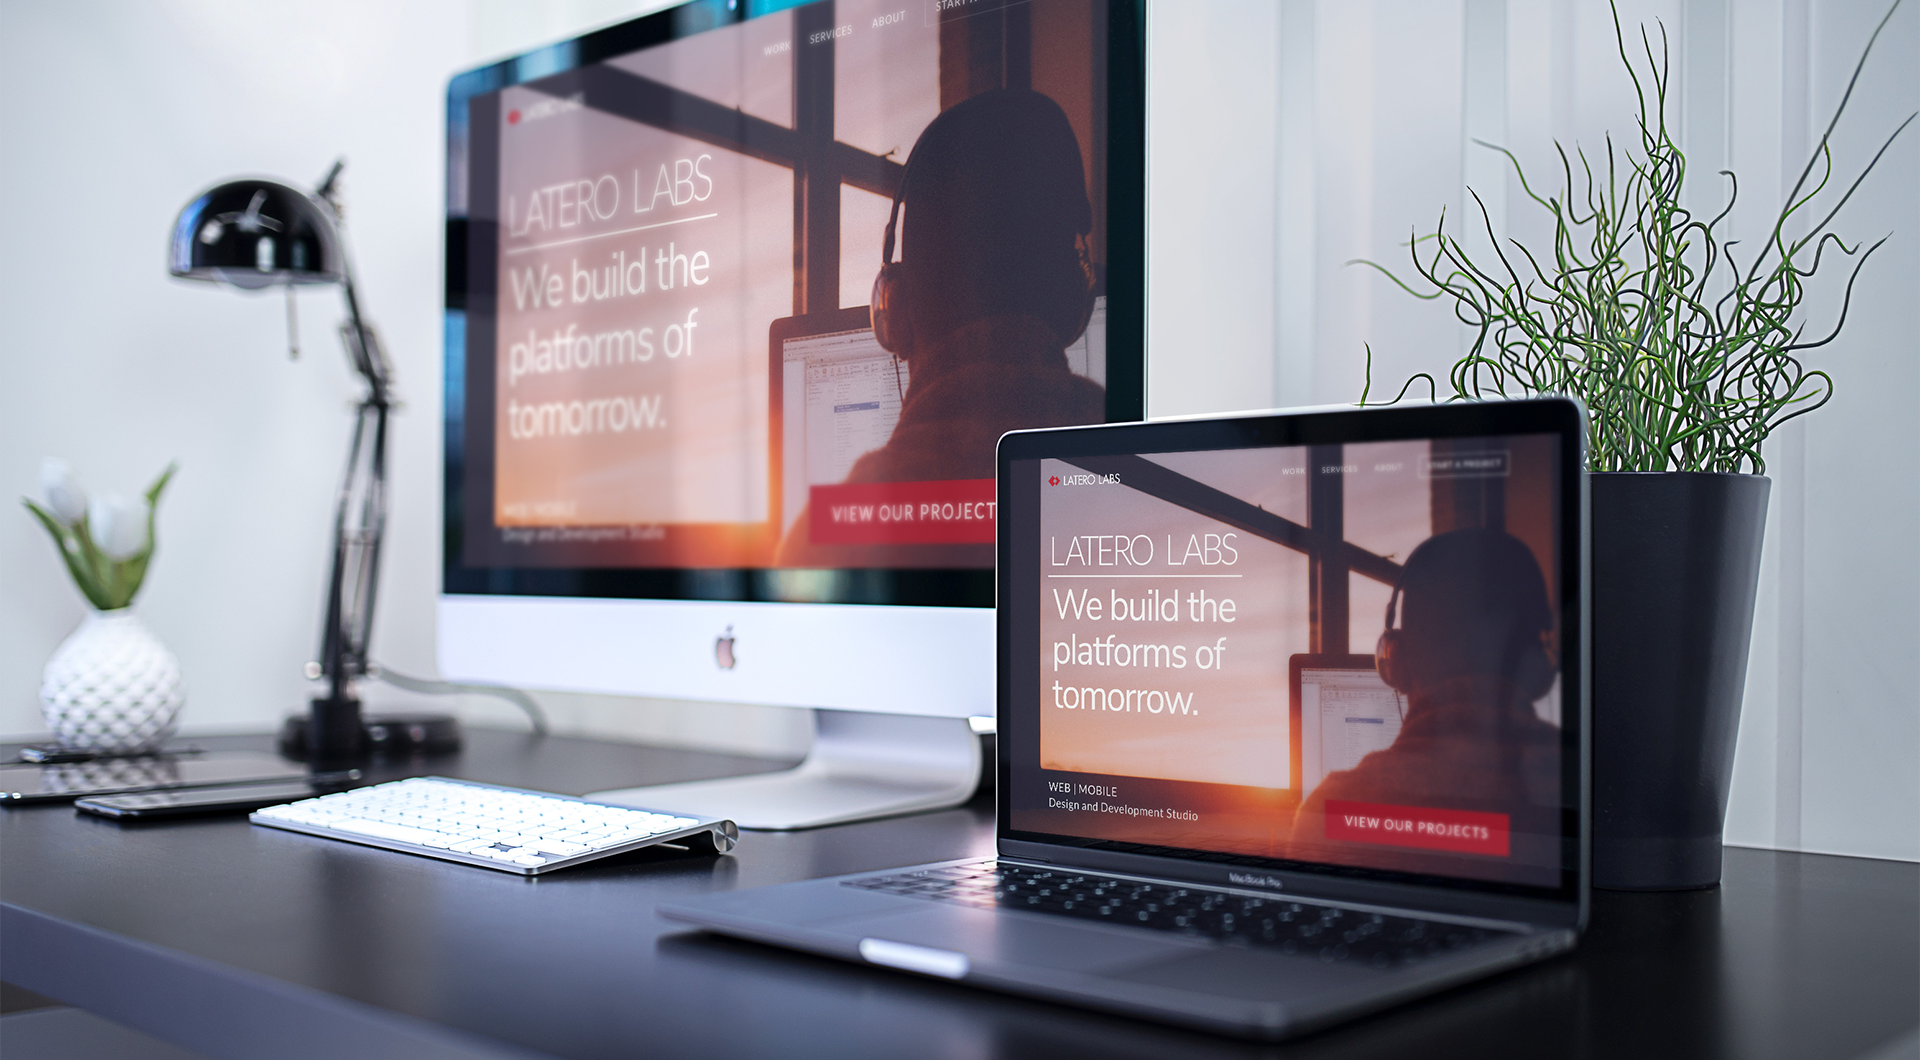 WORK SERVICES ABOUT START A
LATERO LABS
LATERO LABS
We build the
platforms of
tomorrow.
WEB | MOBILE
Design and Development Studio
VIEW OUR PROJECT
LATERO LABS
WORK SERVICES ABOUT START A PROJECT
LATERO LABS
We build the
platforms of
tomorrow.
WEB | MOBILE
Design and Development Studio
VIEW OUR PROJECTS
MacBook Pro